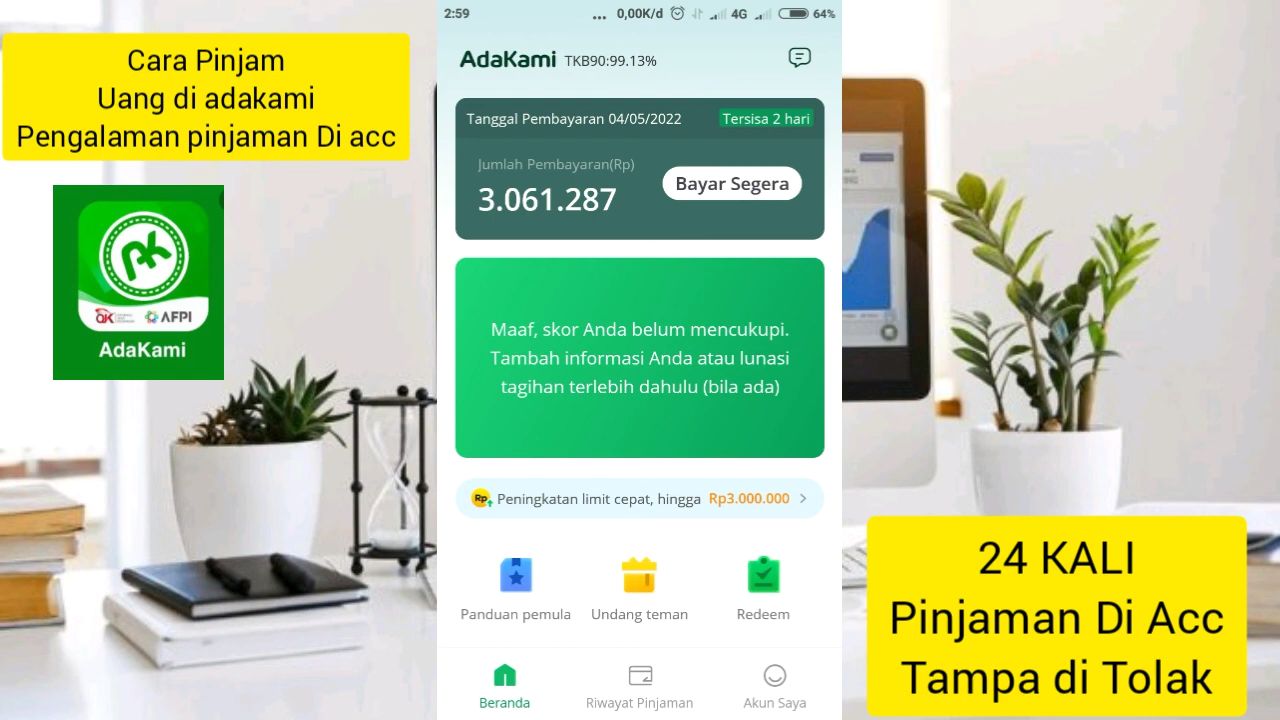 Cara Pinjam
Uang di adakami
Pengalaman pinjaman Di acc
AFPI
AdaKami
2:59 ... 0,00K/d 4G 64%
AdaKami TKB90:99.13%
Tanggal Pembayaran 04/05/2022 Tersisa 2 hari
Jumlah Pembayaran(Rp)
3.061.287
Bayar Segera
Maaf, skor Anda belum mencukupi.
Tambah informasi Anda atau lunasi
tagihan terlebih dahulu (bila ada)
Rp Peningkatan limit cepat, hingga Rp3.000.000
Panduan pemula Undang teman Redeem
Beranda Riwayat Pinjaman Akun Saya
24 KALI
Pinjaman Di Acc
Tampa di Tolak